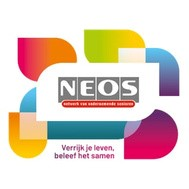 NEOS
netwerk van ondernemende senioren
Verrijk je leven,
beleef het samen